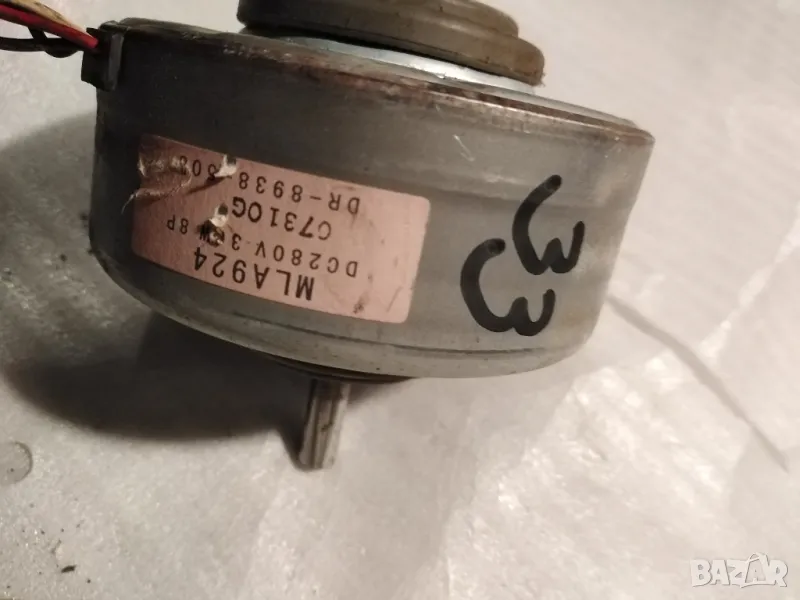 MLA924
DC280V 8P
C7310G
DR-8938
33
BAZAR